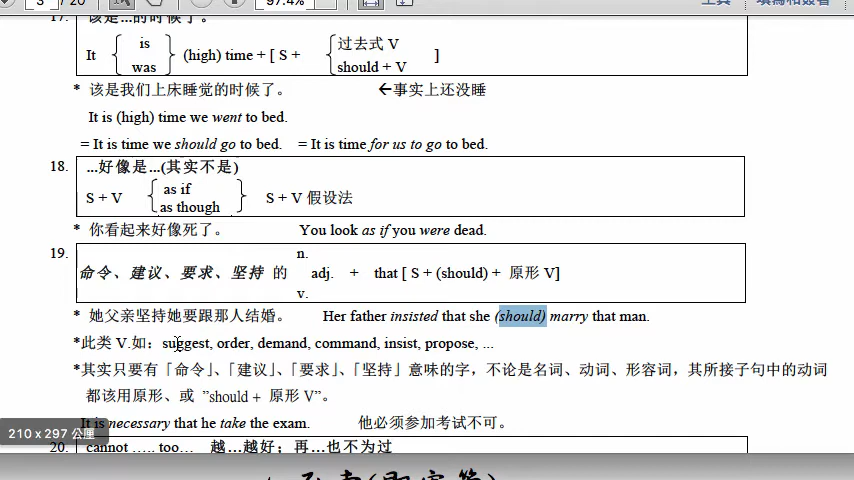 3 / 20 97.4% 工具 填写和签署
17. 该是...的时候了。
It is was (high) time + [ S + 过去式 V should + V ]
* 该是我们上床睡觉的时候了。 ←事实上还没睡
It is (high) time we went to bed.
= It is time we should go to bed. = It is time for us to go to bed.
18. ...好像是...(其实不是)
S + V as if as though S + V 假设法
* 你看起来好像死了。 You look as if you were dead.
19. 命令、建议、要求、坚持 的 n. adj. v. + that [ S + (should) + 原形 V]
* 她父亲坚持她要跟那人结婚。 Her father insisted that she (should) marry that man.
*此类 V.如： suggest, order, demand, command, insist, propose, ...
*其实只要有「命令」、「建议」、「要求」、「坚持」意味的字，不论是名词、动词、形容词，其所接子句中的动词
都该用原形、或 ”should + 原形 V”。
It is necessary that he take the exam. 他必须参加考试不可。
210 x 297 公厘
20. cannot ….. too… 越…越好；再…也不为过